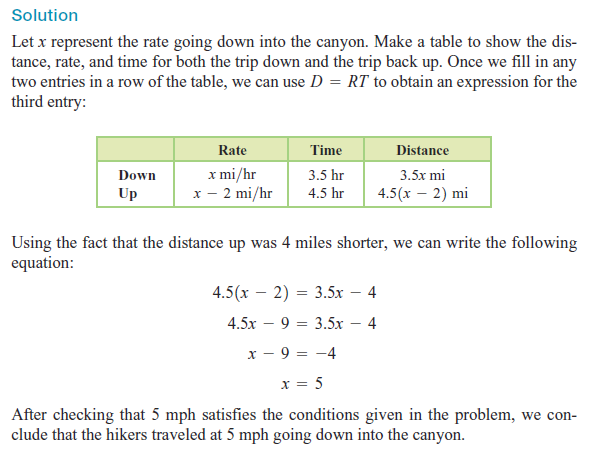 Solution
Let x represent the rate going down into the canyon. Make a table to show the dis-
tance, rate, and time for both the trip down and the trip back up. Once we fill in any
two entries in a row of the table, we can use D = RT to obtain an expression for the
third entry:
Rate Time Distance
Down x mi/hr 3.5 hr 3.5x mi
Up x − 2 mi/hr 4.5 hr 4.5(x − 2) mi
Using the fact that the distance up was 4 miles shorter, we can write the following
equation:
4.5(x − 2) = 3.5x − 4
4.5x − 9 = 3.5x − 4
x − 9 = −4
x = 5
After checking that 5 mph satisfies the conditions given in the problem, we con-
clude that the hikers traveled at 5 mph going down into the canyon.